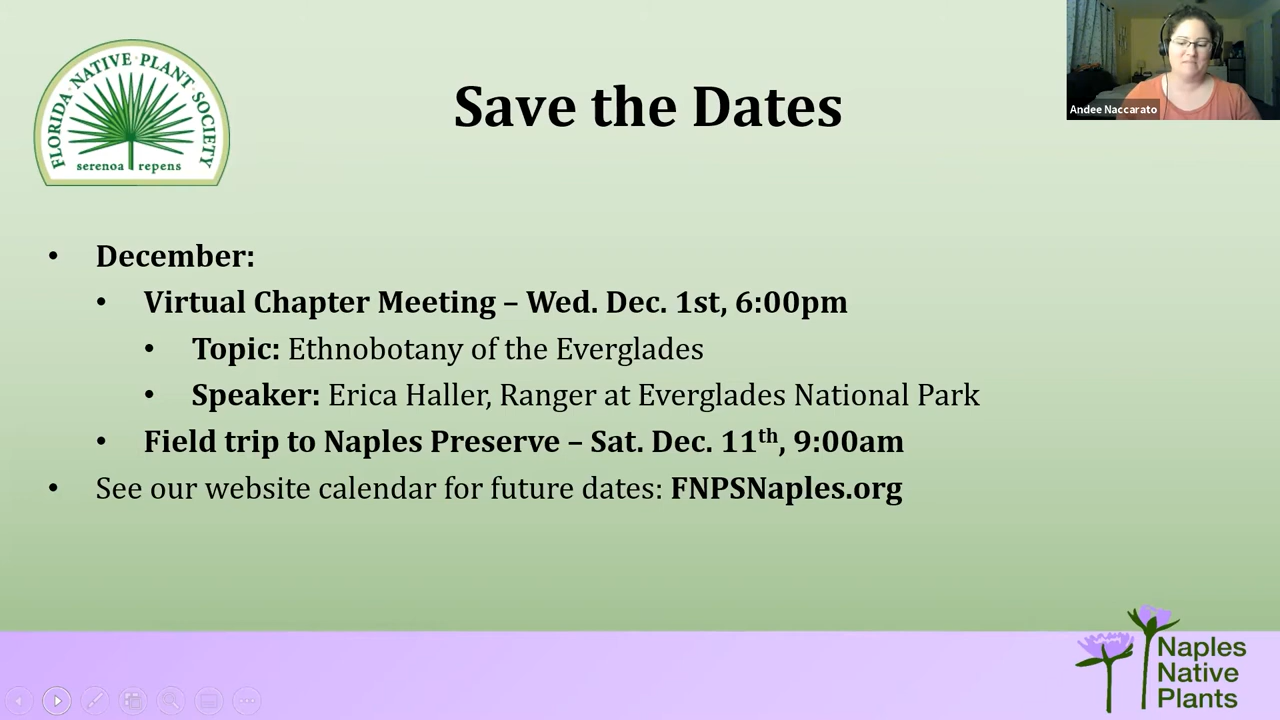 FLORIDA · NATIVE · PLANT · SOCIETY
serenoa repens
Save the Dates
Andee Naccarato
• December:
• Virtual Chapter Meeting – Wed. Dec. 1st, 6:00pm
• Topic: Ethnobotany of the Everglades
• Speaker: Erica Haller, Ranger at Everglades National Park
• Field trip to Naples Preserve – Sat. Dec. 11th, 9:00am
• See our website calendar for future dates: FNPSNaples.org
Naples
Native
Plants